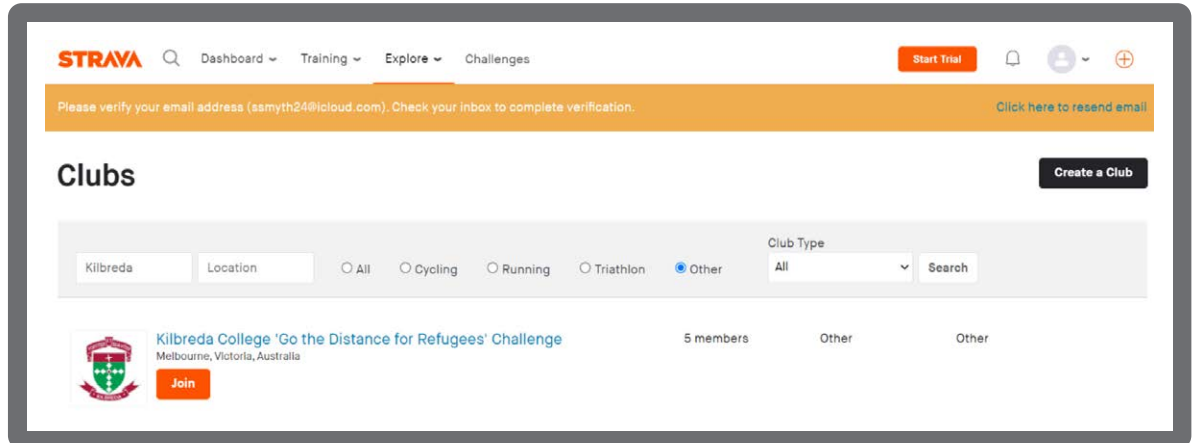 STRAVA Dashboard Training Explore Challenges Start Trial
Please verify your email address (ssmyth24@icloud.com). Check your inbox to complete verification. Click here to resend email
Clubs Create a Club
Club Type
Kilbreda Location All Cycling Running Triathlon Other All Search
Kilbreda College 'Go the Distance for Refugees' Challenge 5 members Other Other
Melbourne, Victoria, Australia
Join